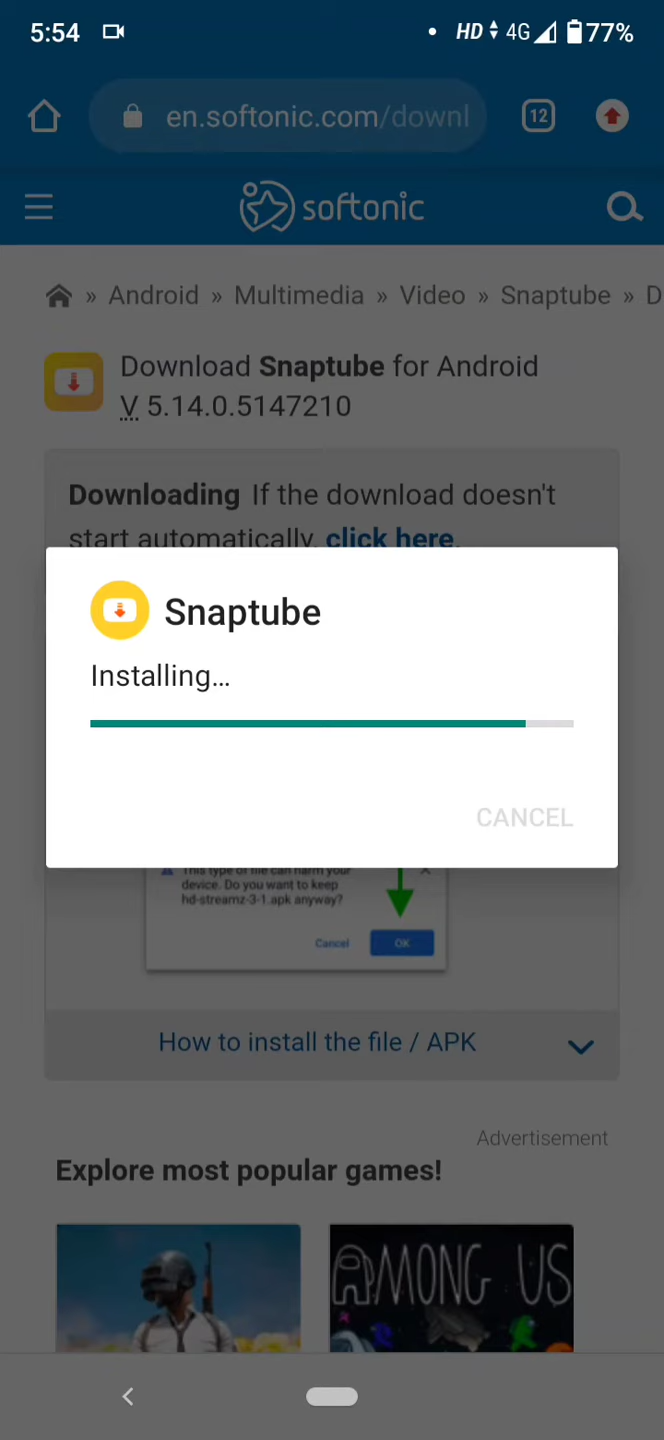 5:54
HD 4G 77%
en.softonic.com/downl
12
softonic
» Android » Multimedia » Video » Snaptube » D
Download Snaptube for Android
V 5.14.0.5147210
Downloading If the download doesn't
start automatically, click here.
Snaptube
Installing...
CANCEL
This type of file can harm your
device. Do you want to keep
hd-streamz-3-1.apk anyway?
Cancel OK
How to install the file / APK
Advertisement
Explore most popular games!
AMONG US